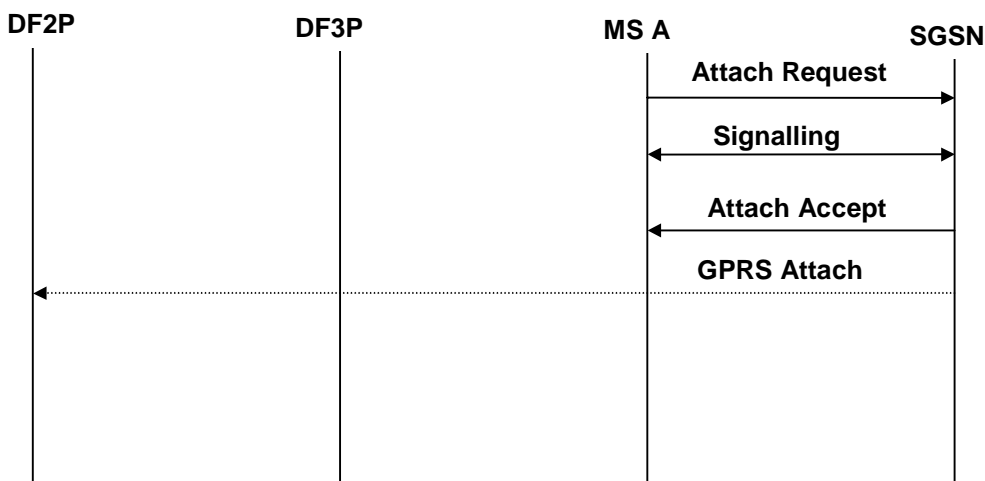 DF2P
DF3P
MS A
SGSN
Attach Request
Signalling
Attach Accept
GPRS Attach